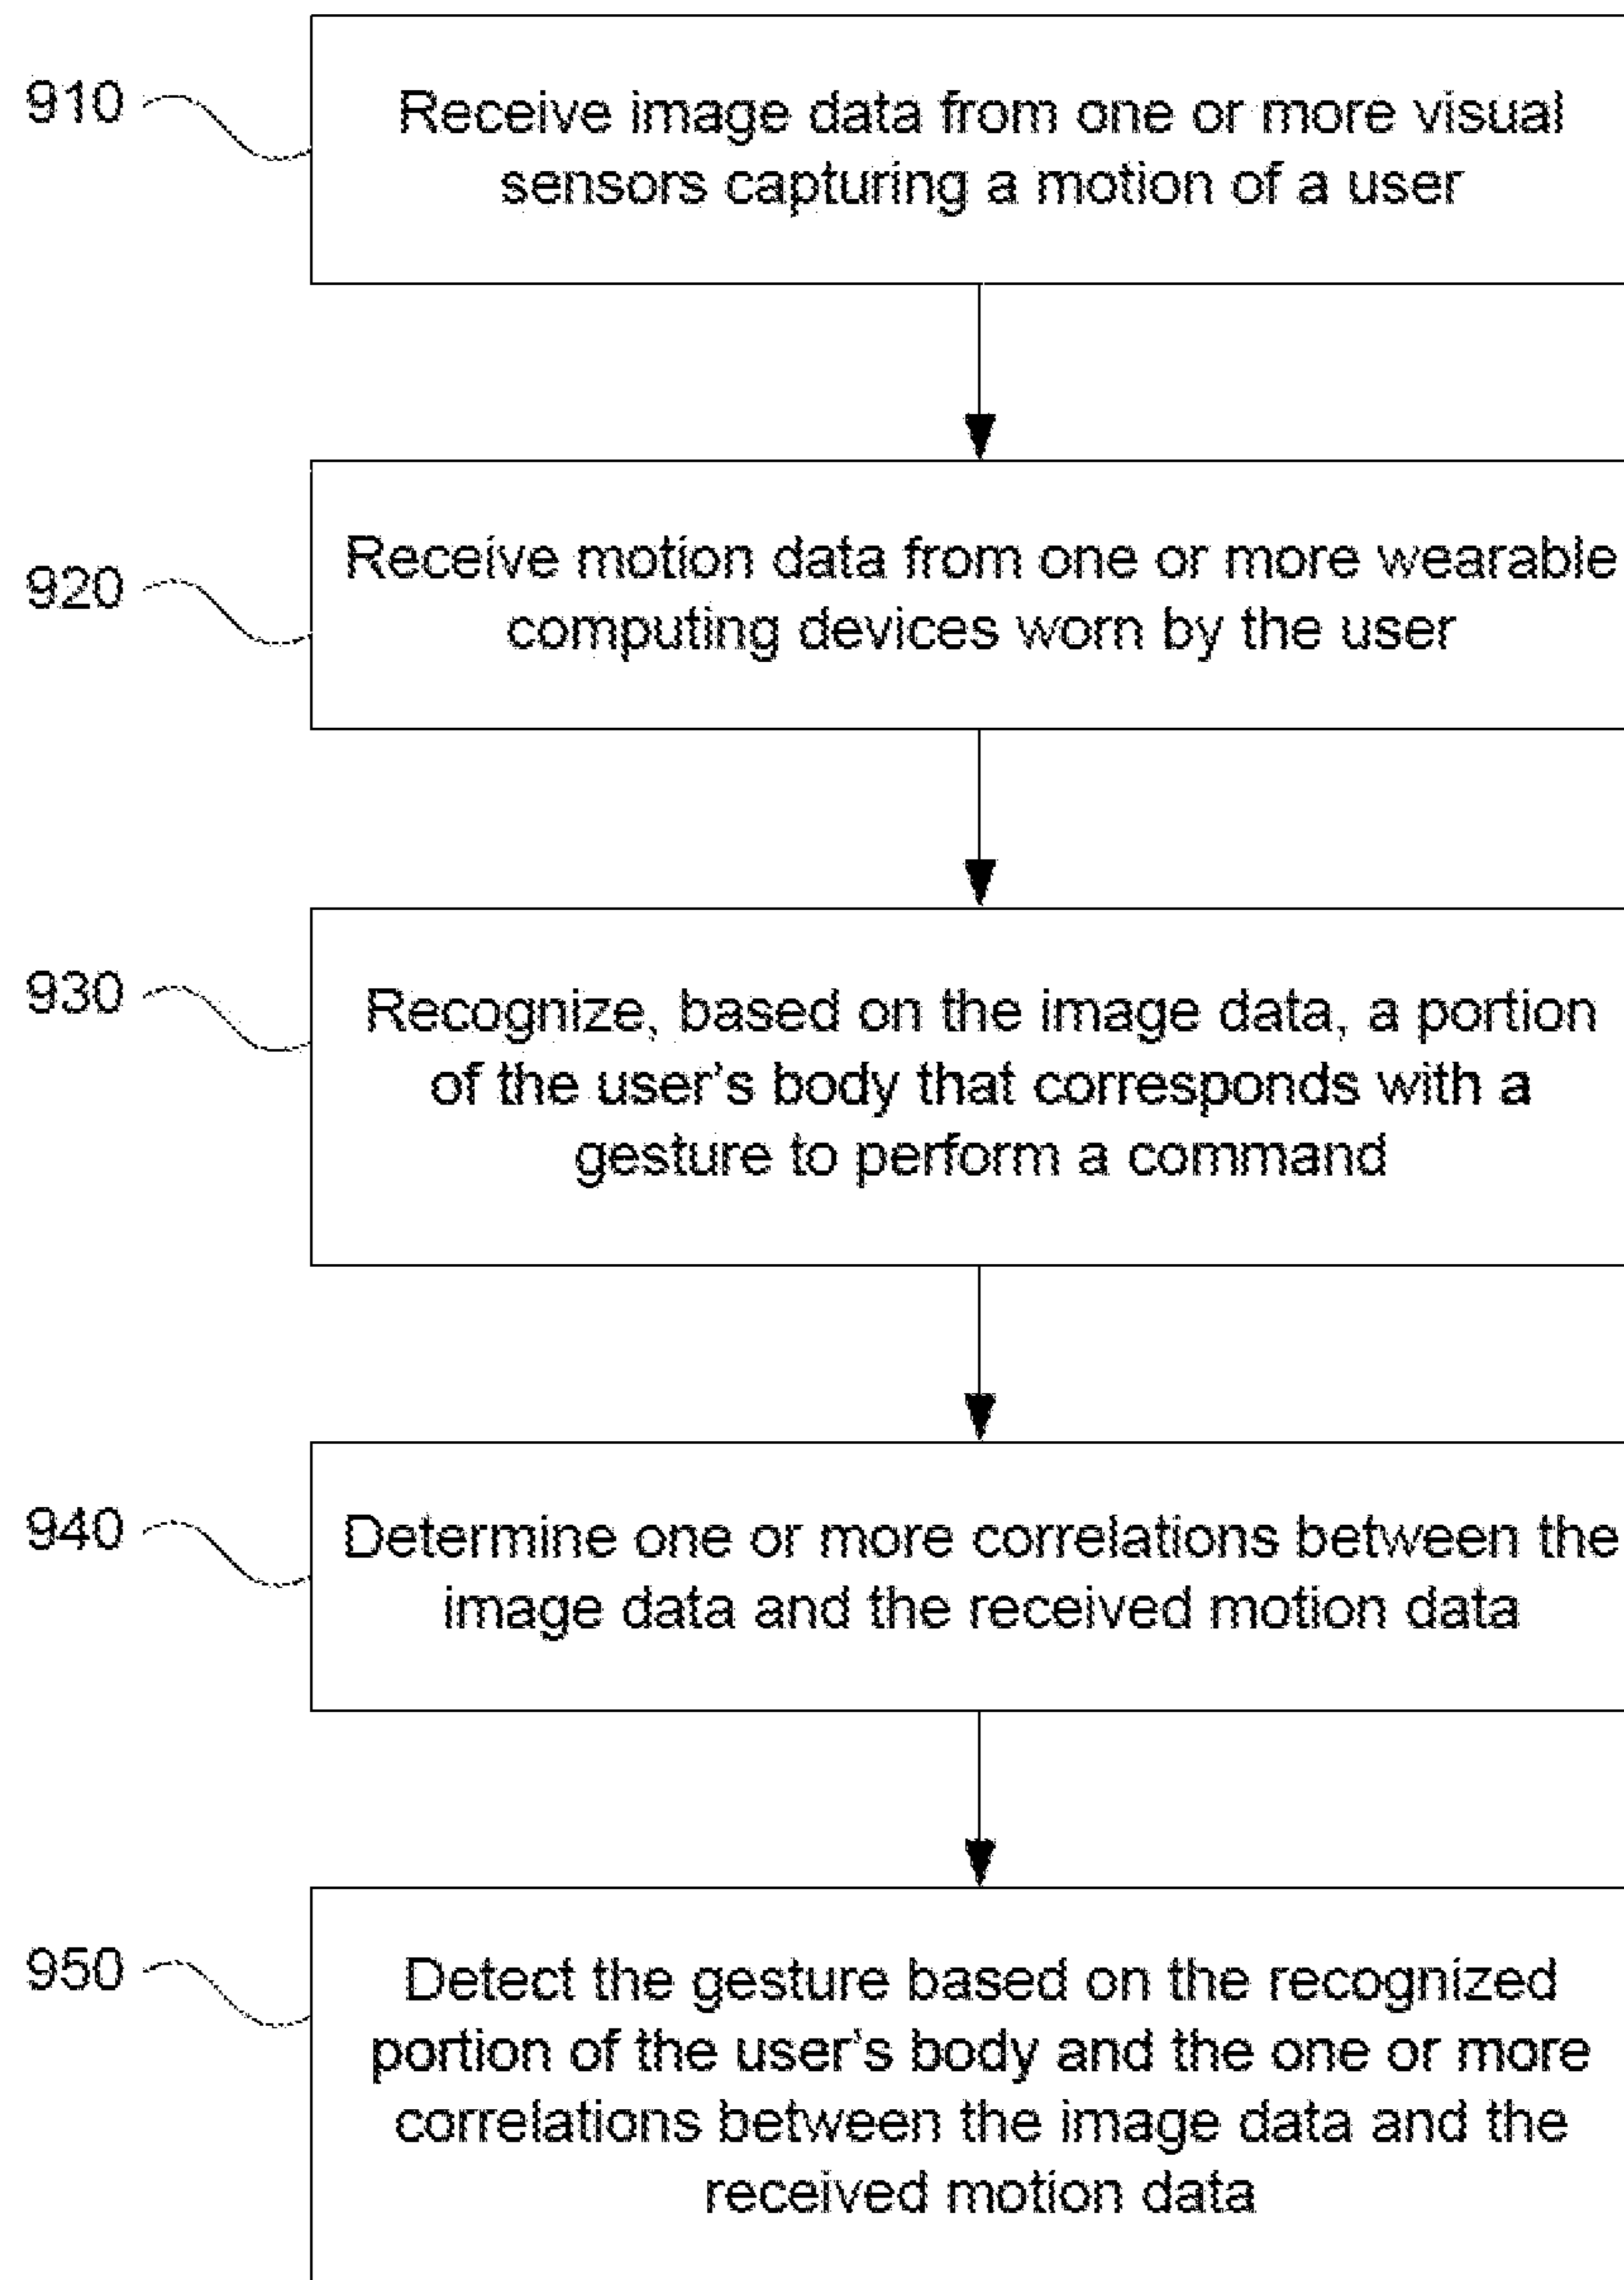 910
Receive image data from one or more visual
sensors capturing a motion of a user
920
Receive motion data from one or more wearable
computing devices worn by the user
930
Recognize, based on the image data, a portion
of the user's body that corresponds with a
gesture to perform a command
940
Determine one or more correlations between the
image data and the received motion data
950
Detect the gesture based on the recognized
portion of the user's body and the one or more
correlations between the image data and the
received motion data